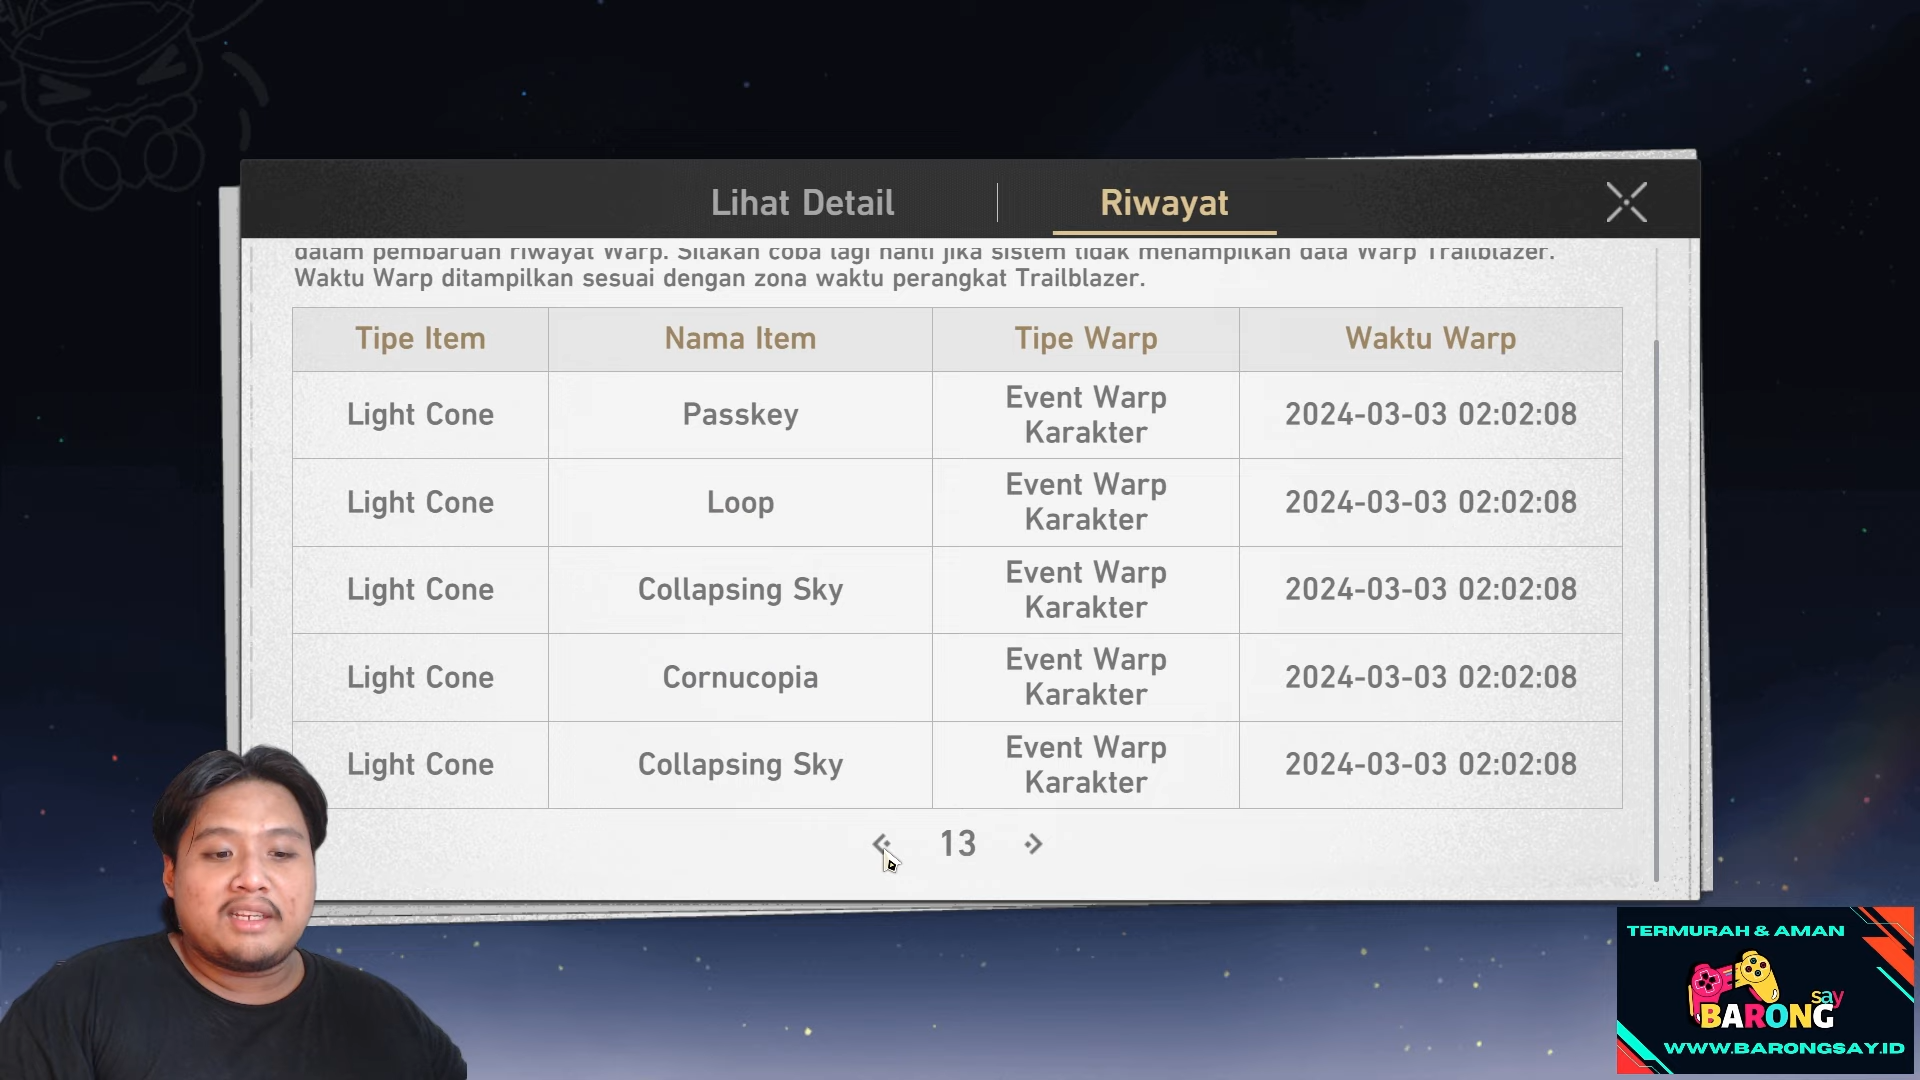 Lihat Detail
Riwayat
dalam pembaruan riwayat Warp. Silakan coba lagi nanti jika sistem tidak menampilkan data Warp Trailblazer.
Waktu Warp ditampilkan sesuai dengan zona waktu perangkat Trailblazer.
Tipe Item
Nama Item
Tipe Warp
Waktu Warp
Light Cone
Passkey
Event Warp
Karakter
2024-03-03 02:02:08
Light Cone
Loop
Event Warp
Karakter
2024-03-03 02:02:08
Light Cone
Collapsing Sky
Event Warp
Karakter
2024-03-03 02:02:08
Light Cone
Cornucopia
Event Warp
Karakter
2024-03-03 02:02:08
Light Cone
Collapsing Sky
Event Warp
Karakter
2024-03-03 02:02:08
13
TERMURAH & AMAN
say
BARONG
WWW.BARONGSAY.ID